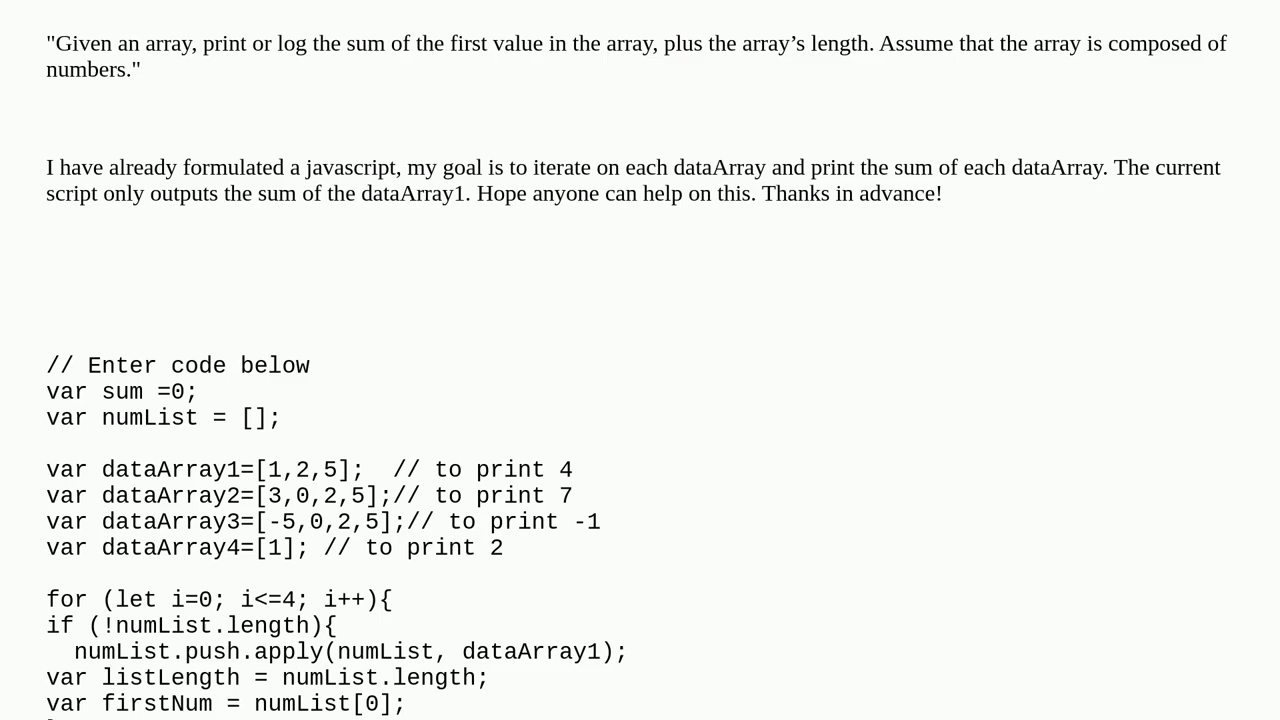 "Given an array, print or log the sum of the first value in the array, plus the array’s length. Assume that the array is composed of
numbers."
I have already formulated a javascript, my goal is to iterate on each dataArray and print the sum of each dataArray. The current
script only outputs the sum of the dataArray1. Hope anyone can help on this. Thanks in advance!
// Enter code below
var sum =0;
var numList = [];
var dataArray1=[1,2,5];  // to print 4
var dataArray2=[3,0,2,5];// to print 7
var dataArray3=[-5,0,2,5];// to print -1
var dataArray4=[1]; // to print 2
for (let i=0; i<=4; i++){
if (!numList.length){
  numList.push.apply(numList, dataArray1);
var listLength = numList.length;
var firstNum = numList[0];